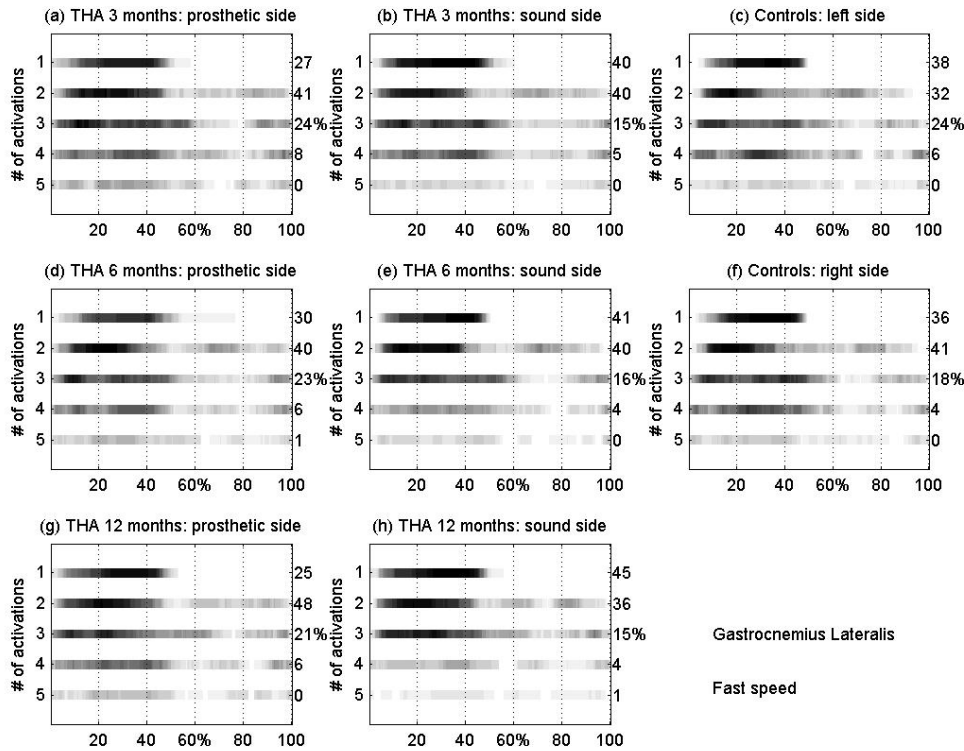 (a) THA 3 months: prosthetic side
(b) THA 3 months: sound side
(c) Controls: left side
# of activations
1 27
2 41
3 24%
4 8
5 0
20 40 60% 80 100
# of activations
1 40
2 40
3 15%
4 5
5 0
20 40 60% 80 100
# of activations
1 38
2 32
3 24%
4 6
5 0
20 40 60% 80 100
(d) THA 6 months: prosthetic side
(e) THA 6 months: sound side
(f) Controls: right side
# of activations
1 30
2 40
3 23%
4 6
5 1
20 40 60% 80 100
# of activations
1 41
2 40
3 16%
4 4
5 0
20 40 60% 80 100
# of activations
1 36
2 41
3 18%
4 4
5 0
20 40 60% 80 100
(g) THA 12 months: prosthetic side
(h) THA 12 months: sound side
# of activations
1 25
2 48
3 21%
4 6
5 0
20 40 60% 80 100
# of activations
1 45
2 36
3 15%
4 4
5 1
20 40 60% 80 100
Gastrocnemius Lateralis
Fast speed